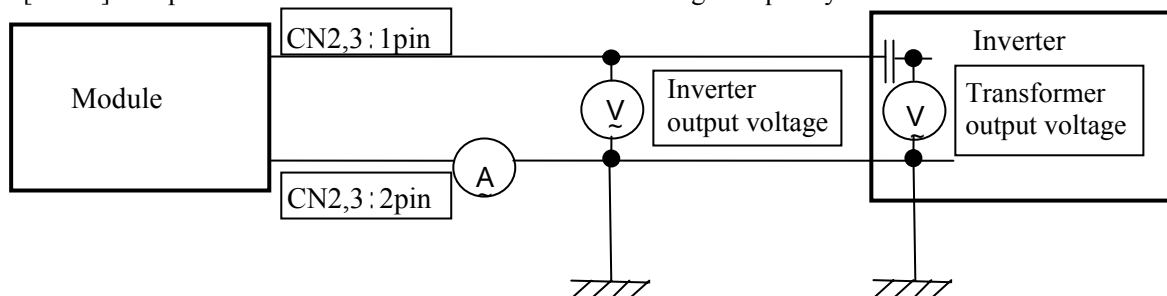 CN2,3:1pin
Inverter
Module
Inverter
output voltage
Transformer
output voltage
V
~
V
~
A
~
CN2,3:2pin